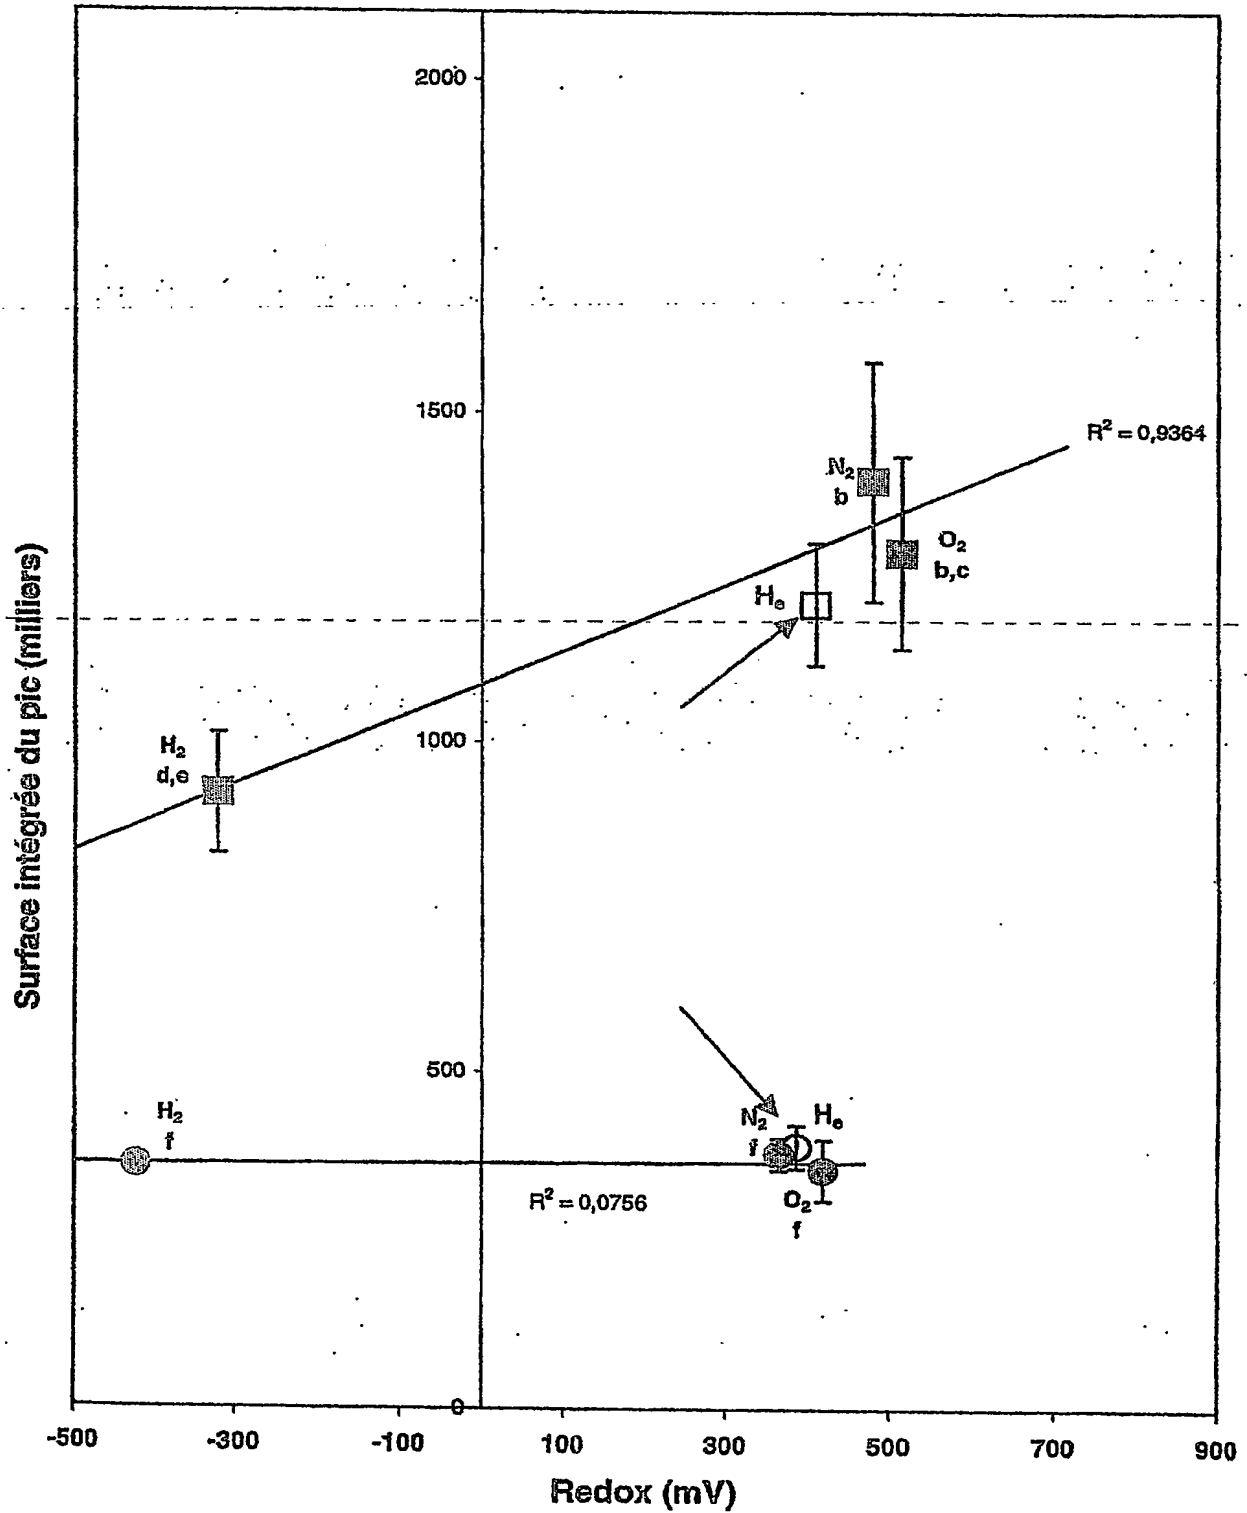 2000
1500
R² = 0,9364
N₂
b
O₂
b,c
Hₑ
Surface intégrée du pic (milliers)
1000
H₂
d,e
500
H₂
f
N₂
f
Hₑ
R² = 0,0756
O₂
f
0
-500 -300 -100 100 300 500 700 900
Redox (mV)